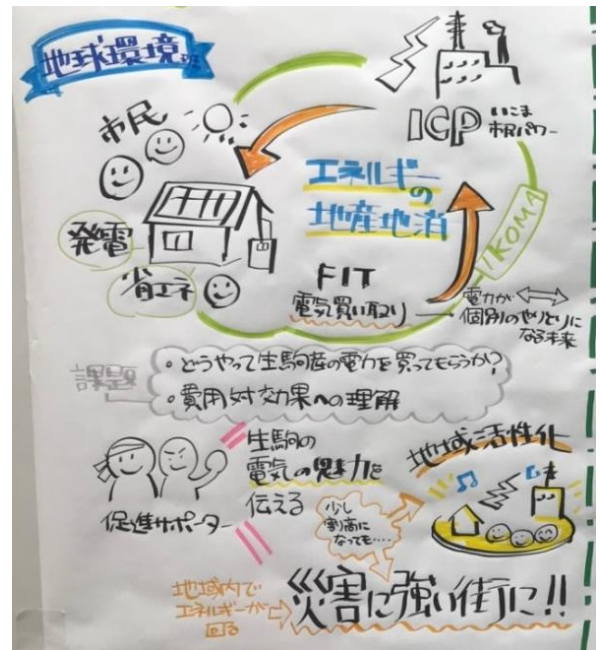 地球環境班
市民
ICP いこま
市民パワー
エネルギー
の
地産地消
IKOMA
発電
省エネ
FIT
電気買い取り
電力が
個別のやりとりに
なる未来
課題
・どうやって生駒産の電力を買ってもらうか?
・費用対効果への理解
生駒の
電気の魅力を
伝える
促進サポーター
地域活性化
少し
割高に
なっても‥‥
地域内で
エネルギーが
回る
災害に強い街に!!